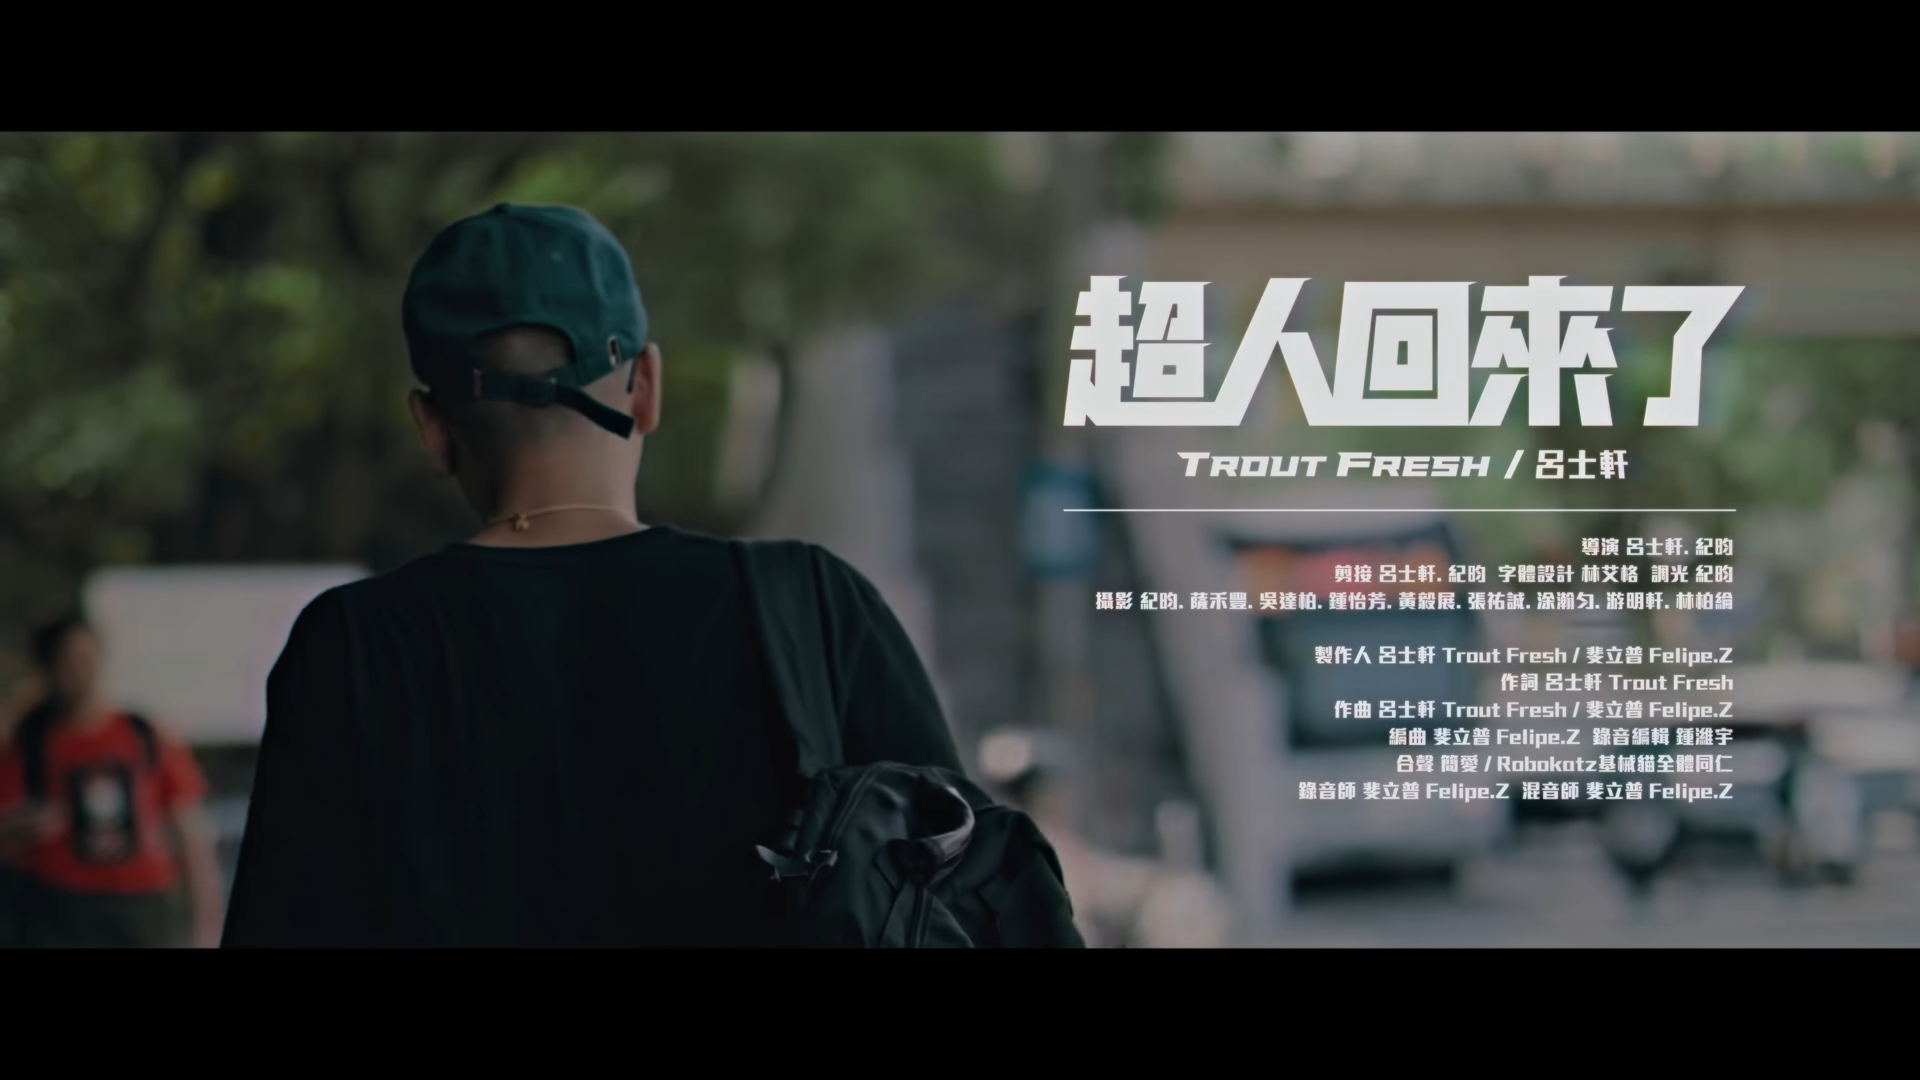 超人回來了
TROUT FRESH / 呂士軒
導演 呂士軒. 紀昀
剪接 呂士軒. 紀昀 字體設計 林艾格 調光 紀昀
攝影 紀昀. 薩禾豐. 吳達柏. 鍾怡芳. 黃毅展. 張祐誠. 涂瀚勻. 游明軒. 林柏綸
製作人 呂士軒 Trout Fresh / 斐立普 Felipe.Z
作詞 呂士軒 Trout Fresh
作曲 呂士軒 Trout Fresh / 斐立普 Felipe.Z
編曲 斐立普 Felipe.Z 錄音編輯 鍾濰宇
合聲 簡愛 / Robokatz基械貓全體同仁
錄音師 斐立普 Felipe.Z 混音師 斐立普 Felipe.Z